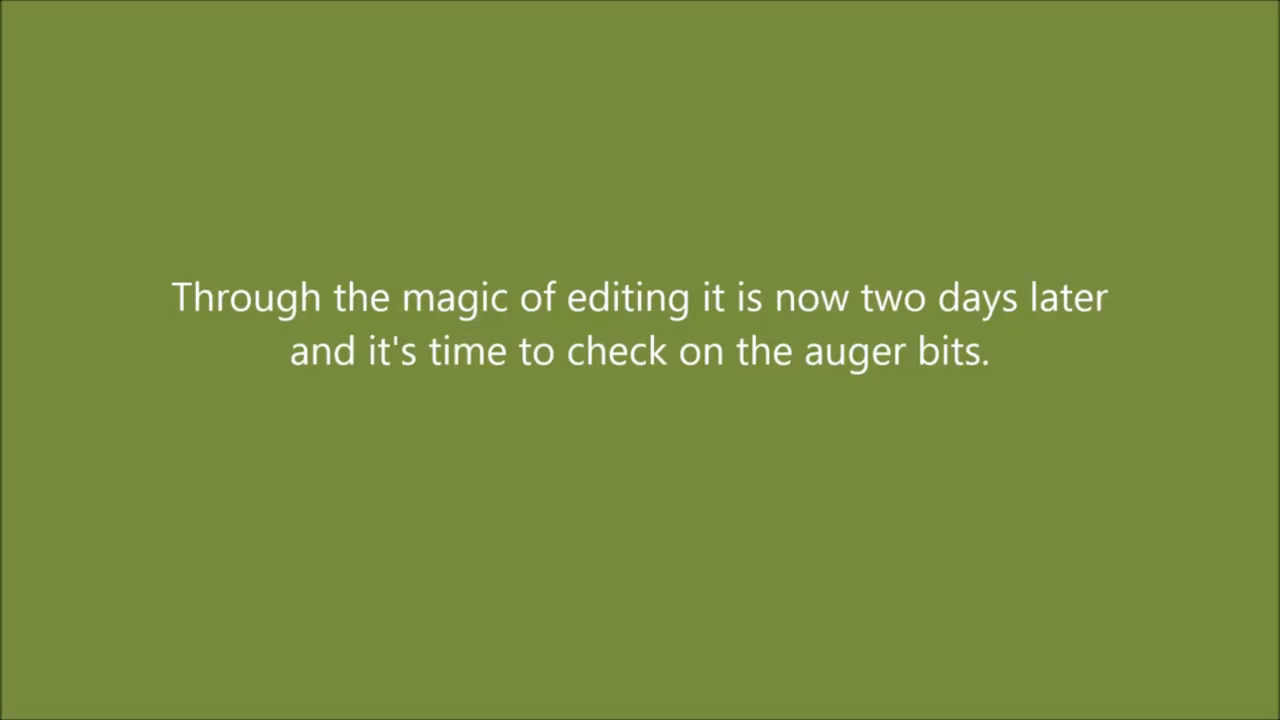 Through the magic of editing it is now two days later
and it's time to check on the auger bits.